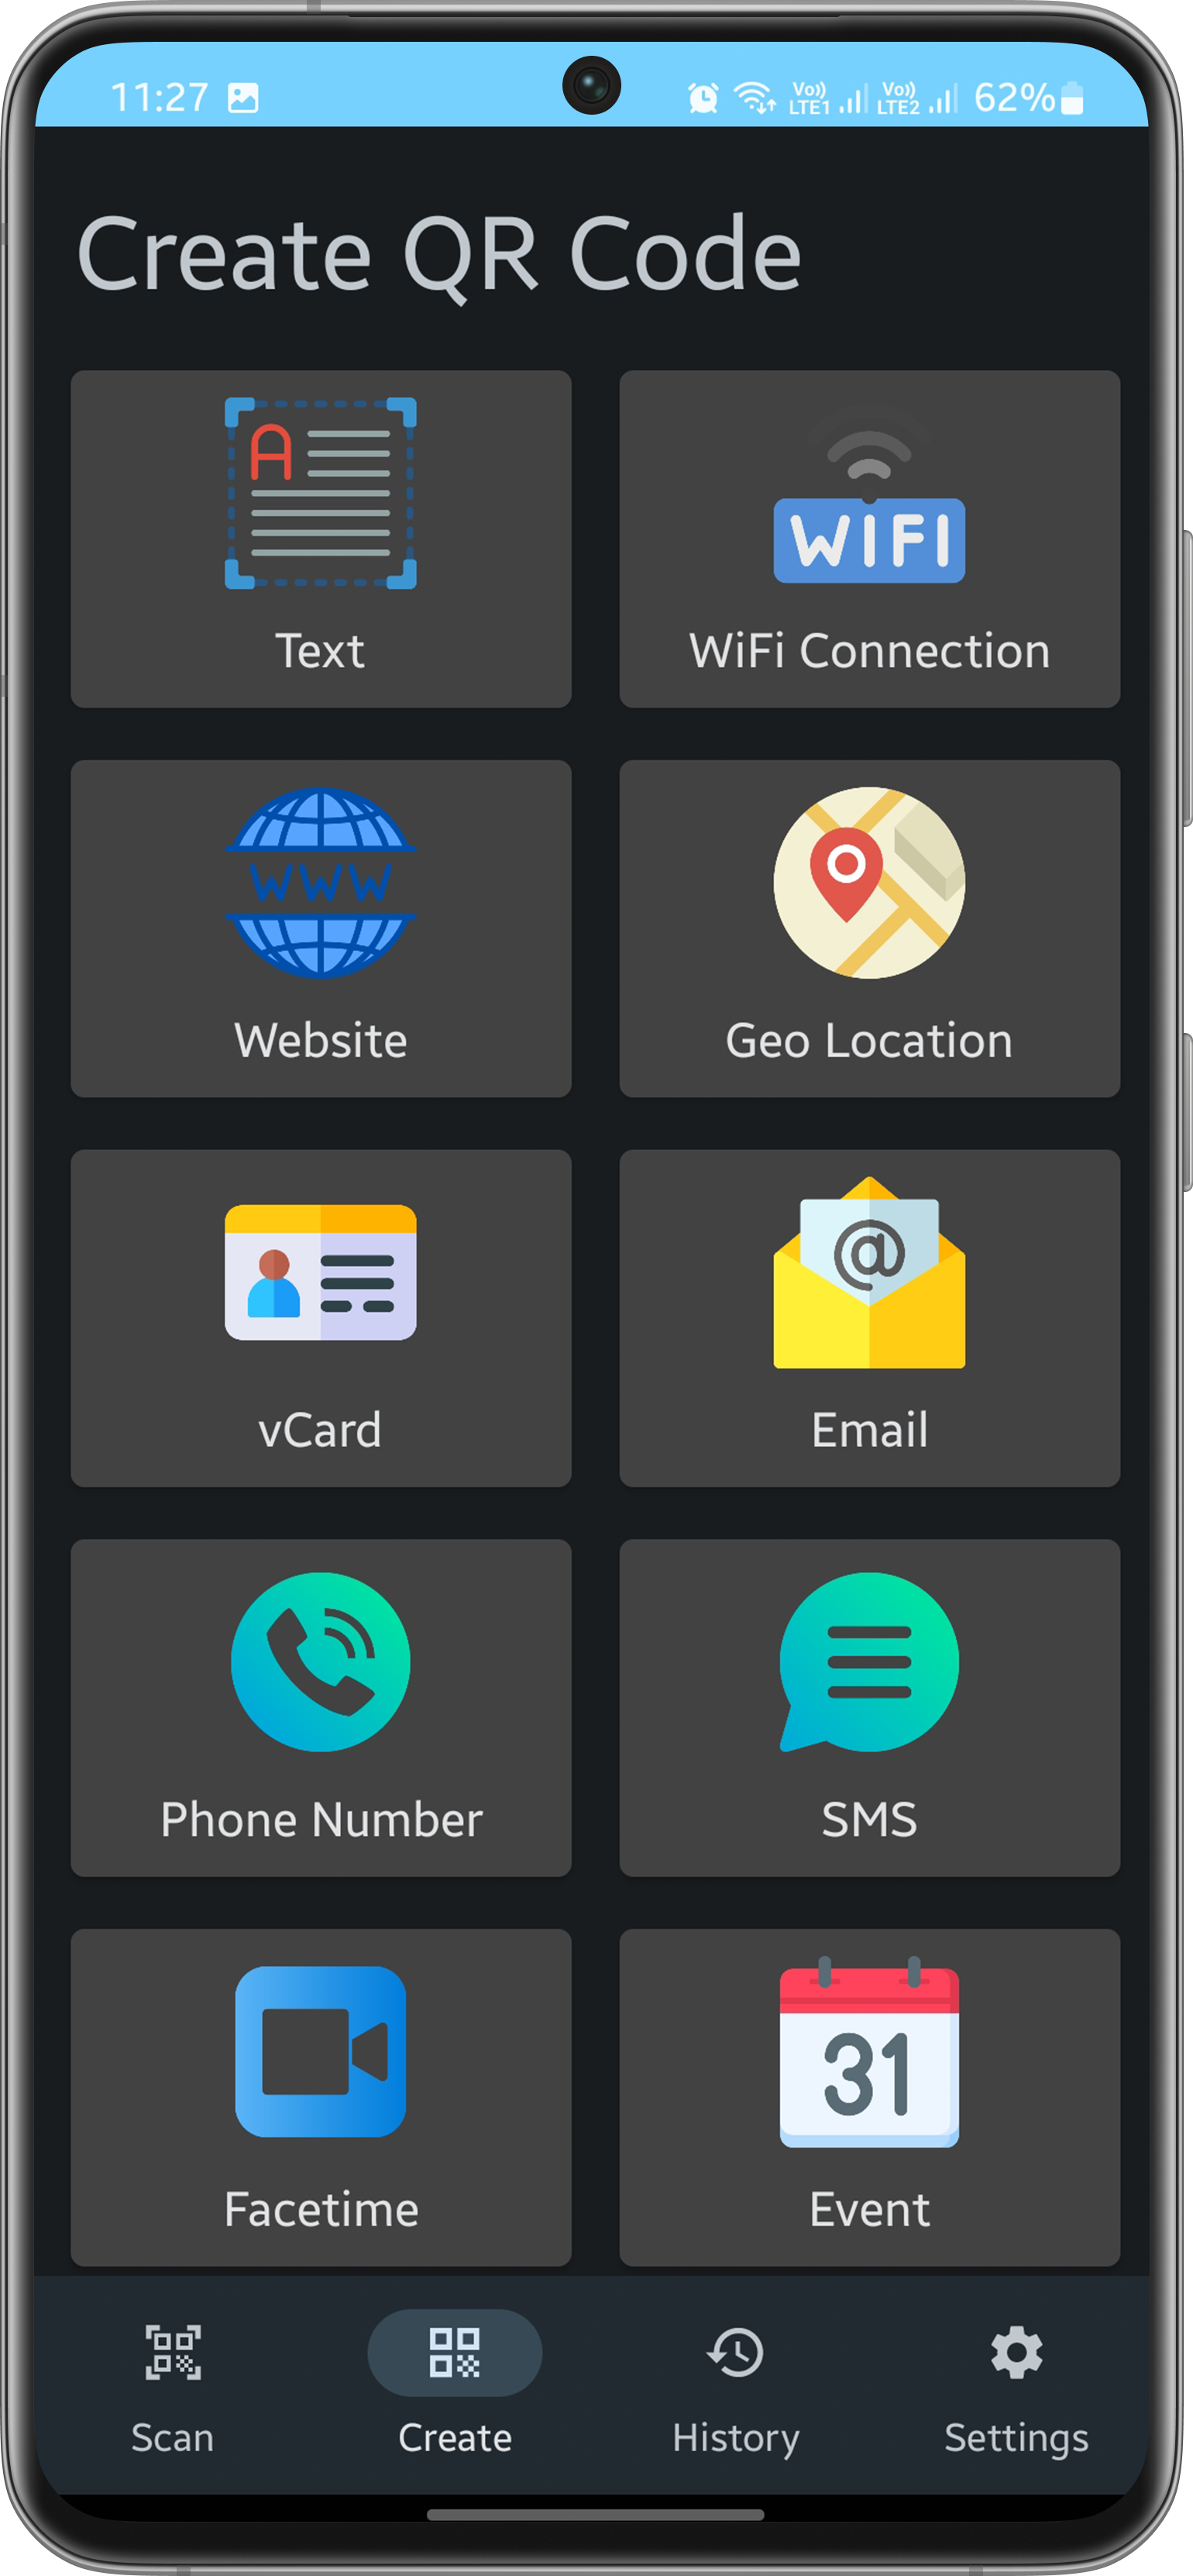 11:27 Vo)) LTE1 Vo)) LTE2 62%
Create QR Code
A
WIFI
Text
WiFi Connection
WWW
Website
Geo Location
@
vCard
Email
Phone Number
SMS
31
Facetime
Event
Scan
Create
History
Settings